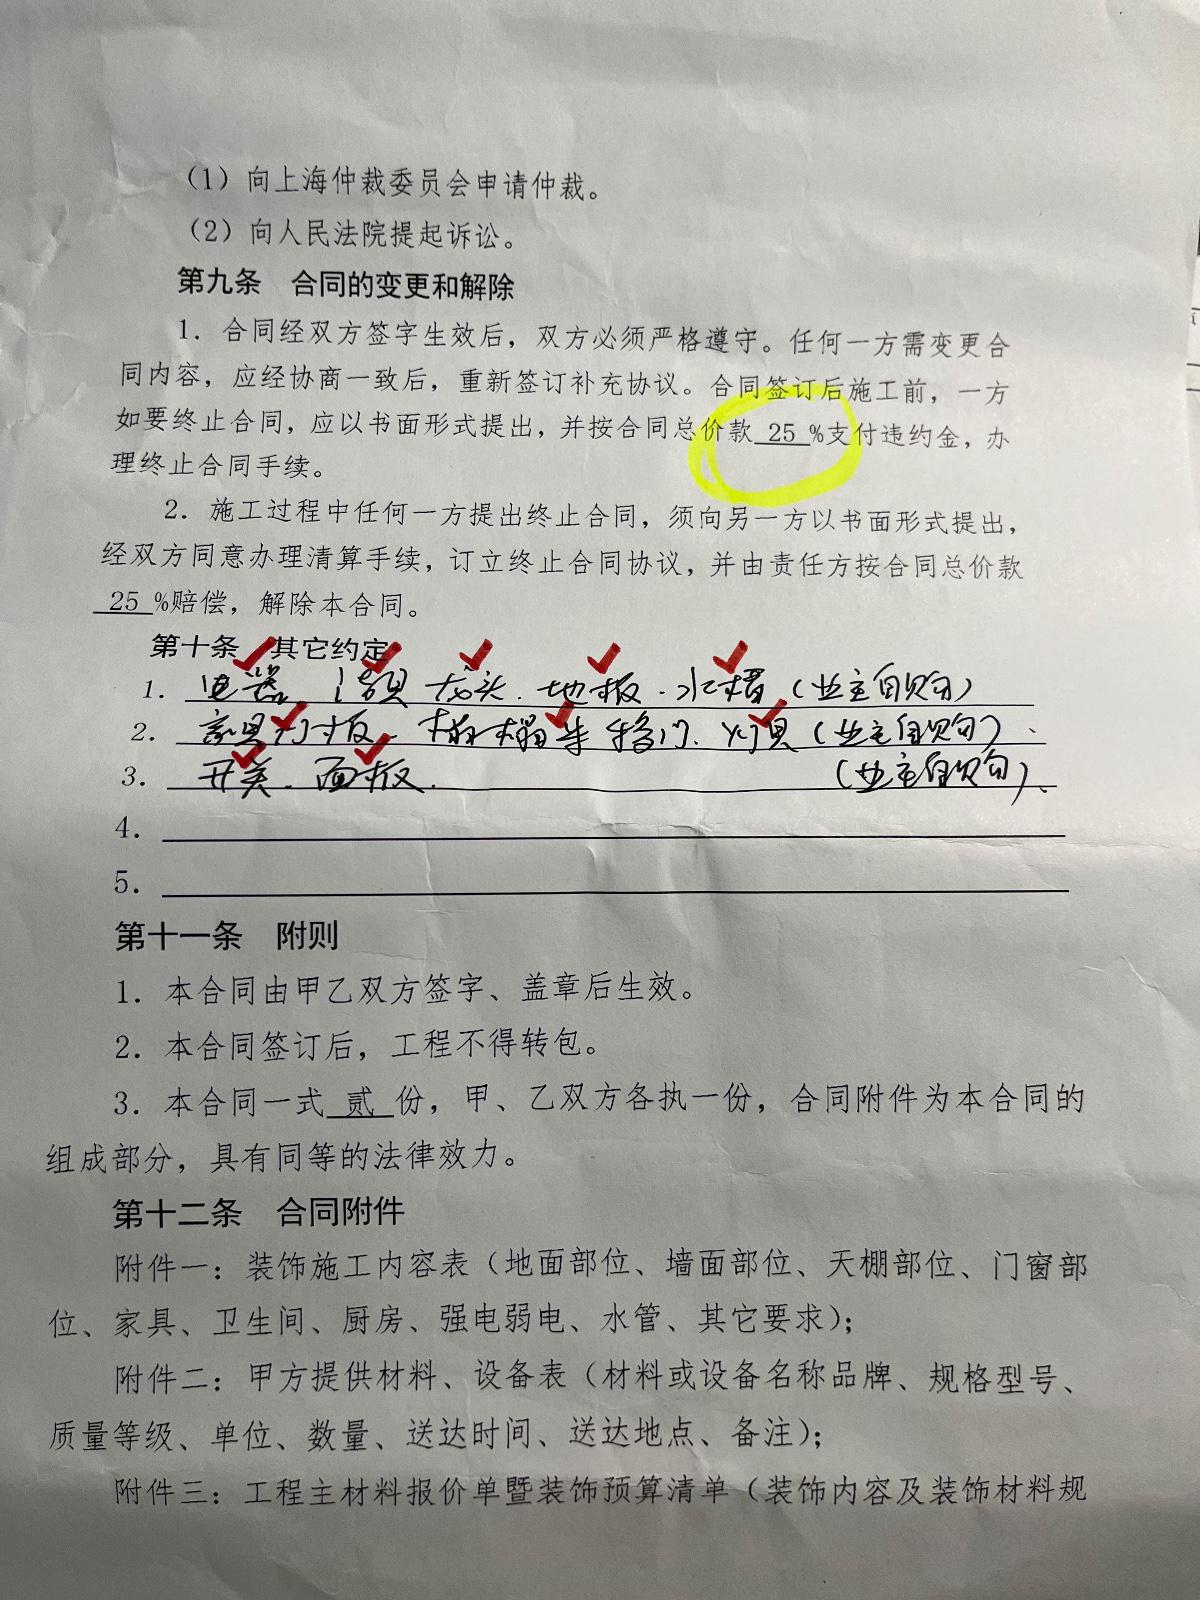 （1）向上海仲裁委员会申请仲裁。
（2）向人民法院提起诉讼。
第九条 合同的变更和解除
1．合同经双方签字生效后，双方必须严格遵守。任何一方需变更合
同内容，应经协商一致后，重新签订补充协议。合同签订后施工前，一方
如要终止合同，应以书面形式提出，并按合同总价款 25 %支付违约金，办
理终止合同手续。
2．施工过程中任何一方提出终止合同，须向另一方以书面形式提出，
经双方同意办理清算手续，订立终止合同协议，并由责任方按合同总价款
25 %赔偿，解除本合同。
第十条 其它约定
1. 电器、洁具 龙头．地板．水槽（业主自购）
2. 家具 移门．灯具（业主自购）．
3. 开关．面板．（业主自购）．
4.
5.
第十一条 附则
1．本合同由甲乙双方签字、盖章后生效。
2．本合同签订后，工程不得转包。
3．本合同一式 贰 份，甲、乙双方各执一份，合同附件为本合同的
组成部分，具有同等的法律效力。
第十二条 合同附件
附件一：装饰施工内容表（地面部位、墙面部位、天棚部位、门窗部
位、家具、卫生间、厨房、强电弱电、水管、其它要求）；
附件二：甲方提供材料、设备表（材料或设备名称品牌、规格型号、
质量等级、单位、数量、送达时间、送达地点、备注）；
附件三：工程主材料报价单暨装饰预算清单（装饰内容及装饰材料规